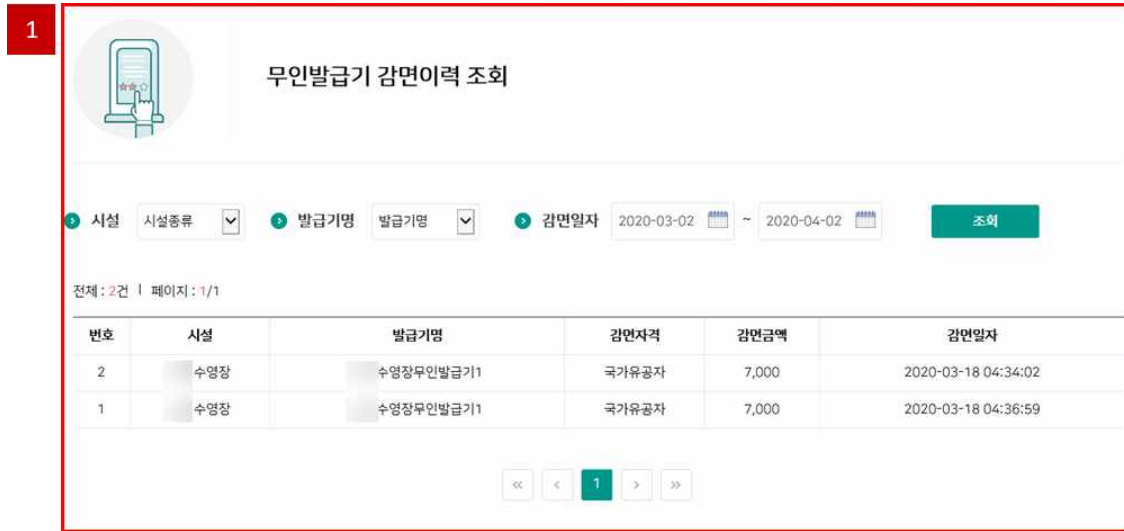 1
무인발급기 감면이력 조회
시설 시설종류 발급기명 발급기명 감면일자 2020-03-02 ~ 2020-04-02 조회
전체 : 2건 | 페이지 : 1/1
번호 시설 발급기명 감면자격 감면금액 감면일자
2 수영장 수영장무인발급기1 국가유공자 7,000 2020-03-18 04:34:02
1 수영장 수영장무인발급기1 국가유공자 7,000 2020-03-18 04:36:59
« < 1 > »